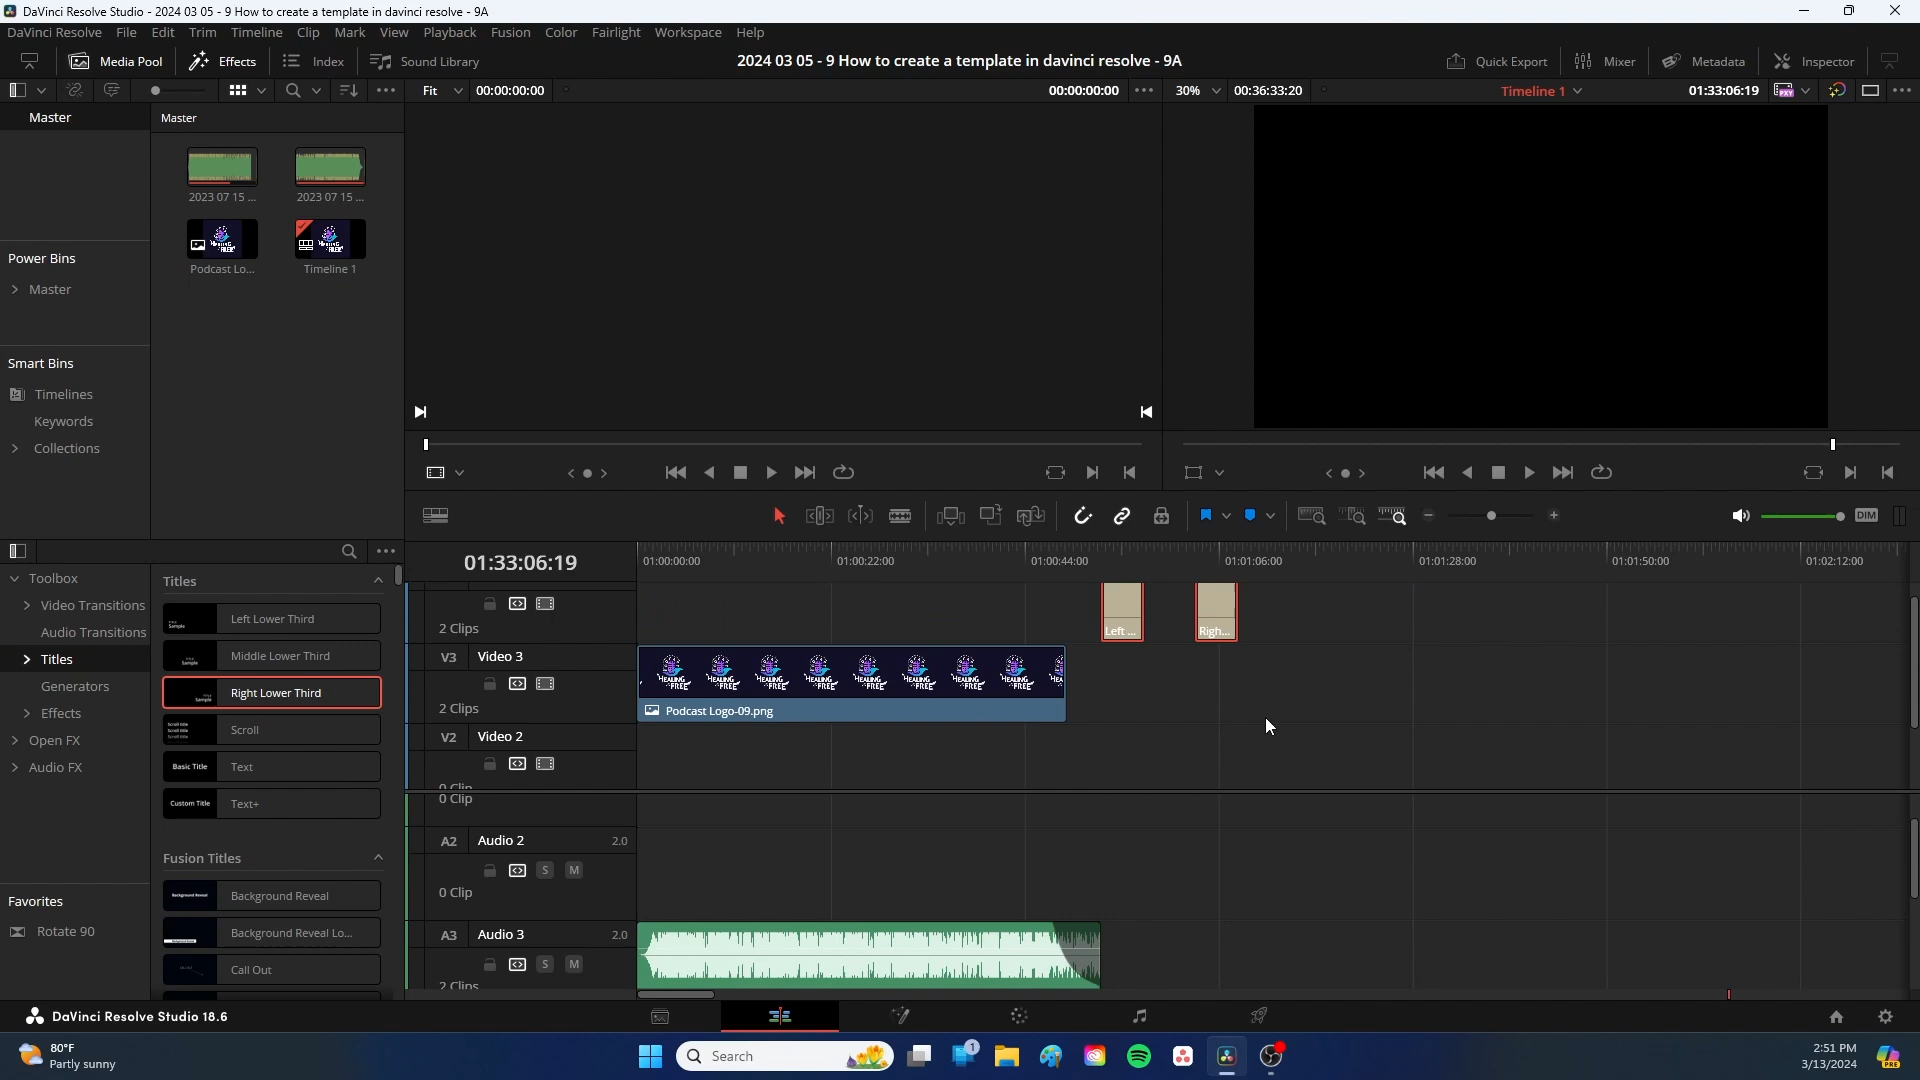 DaVinci Resolve Studio - 2024 03 05 - 9 How to create a template in davinci resolve - 9A
DaVinci Resolve File Edit Trim Timeline Clip Mark View Playback Fusion Color Fairlight Workspace Help
Media Pool Effects Index Sound Library 2024 03 05 - 9 How to create a template in davinci resolve - 9A Quick Export Mixer Metadata Inspector
Fit 00:00:00:00 00:00:00:00 30% 00:36:33:20 Timeline 1 01:33:06:19
Master Master
2023 07 15 ... 2023 07 15 ...
Podcast Lo... Timeline 1
Power Bins
Master
Smart Bins
Timelines
Keywords
Collections
DIM
01:33:06:19 01:00:00:00 01:00:22:00 01:00:44:00 01:01:06:00 01:01:28:00 01:01:50:00 01:02:12:00
Toolbox
Video Transitions
Audio Transitions
Titles
Generators
Effects
Open FX
Audio FX
Favorites
Rotate 90
Titles
Left Lower Third
Middle Lower Third
Right Lower Third
Scroll
Basic Title Text
Custom Title Text+
Fusion Titles
Background Reveal Background Reveal
Background Reveal Lo...
Call Out
2 Clips Left ... Righ...
V3 Video 3
2 Clips Podcast Logo-09.png
V2 Video 2
0 Clip
0 Clip
A2 Audio 2 2.0
S M
0 Clip
A3 Audio 3 2.0
S M
2 Clips
DaVinci Resolve Studio 18.6
80°F
Partly sunny
Search
1
2:51 PM
3/13/2024
PRE